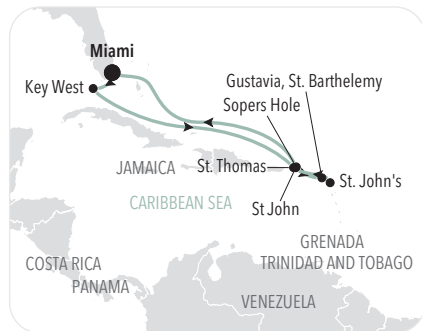 Miami
Key West
Gustavia, St. Barthelemy
Sopers Hole
JAMAICA
St. Thomas
St. John's
CARIBBEAN SEA
St John
GRENADA
COSTA RICA
TRINIDAD AND TOBAGO
PANAMA
VENEZUELA